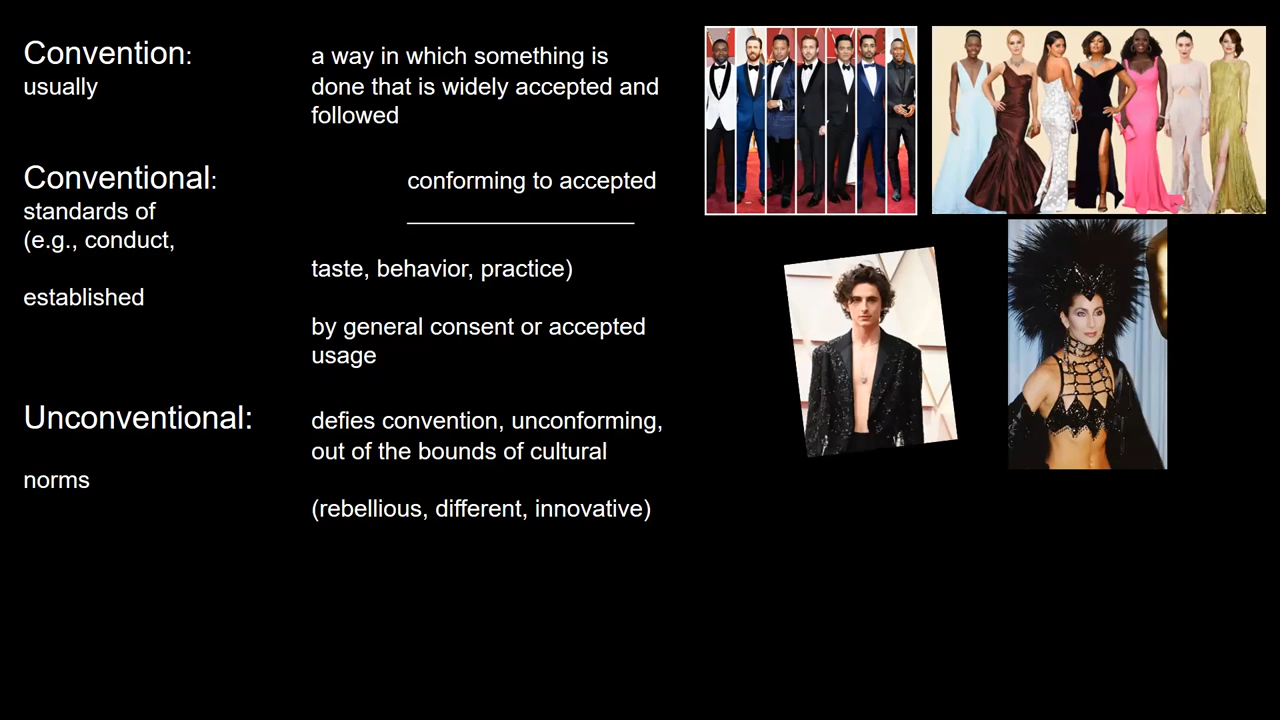 Convention: a way in which something is
usually done that is widely accepted and
followed
Conventional: conforming to accepted
standards of ___________________
(e.g., conduct,
taste, behavior, practice)
established
by general consent or accepted
usage
Unconventional: defies convention, unconforming,
out of the bounds of cultural
norms
(rebellious, different, innovative)